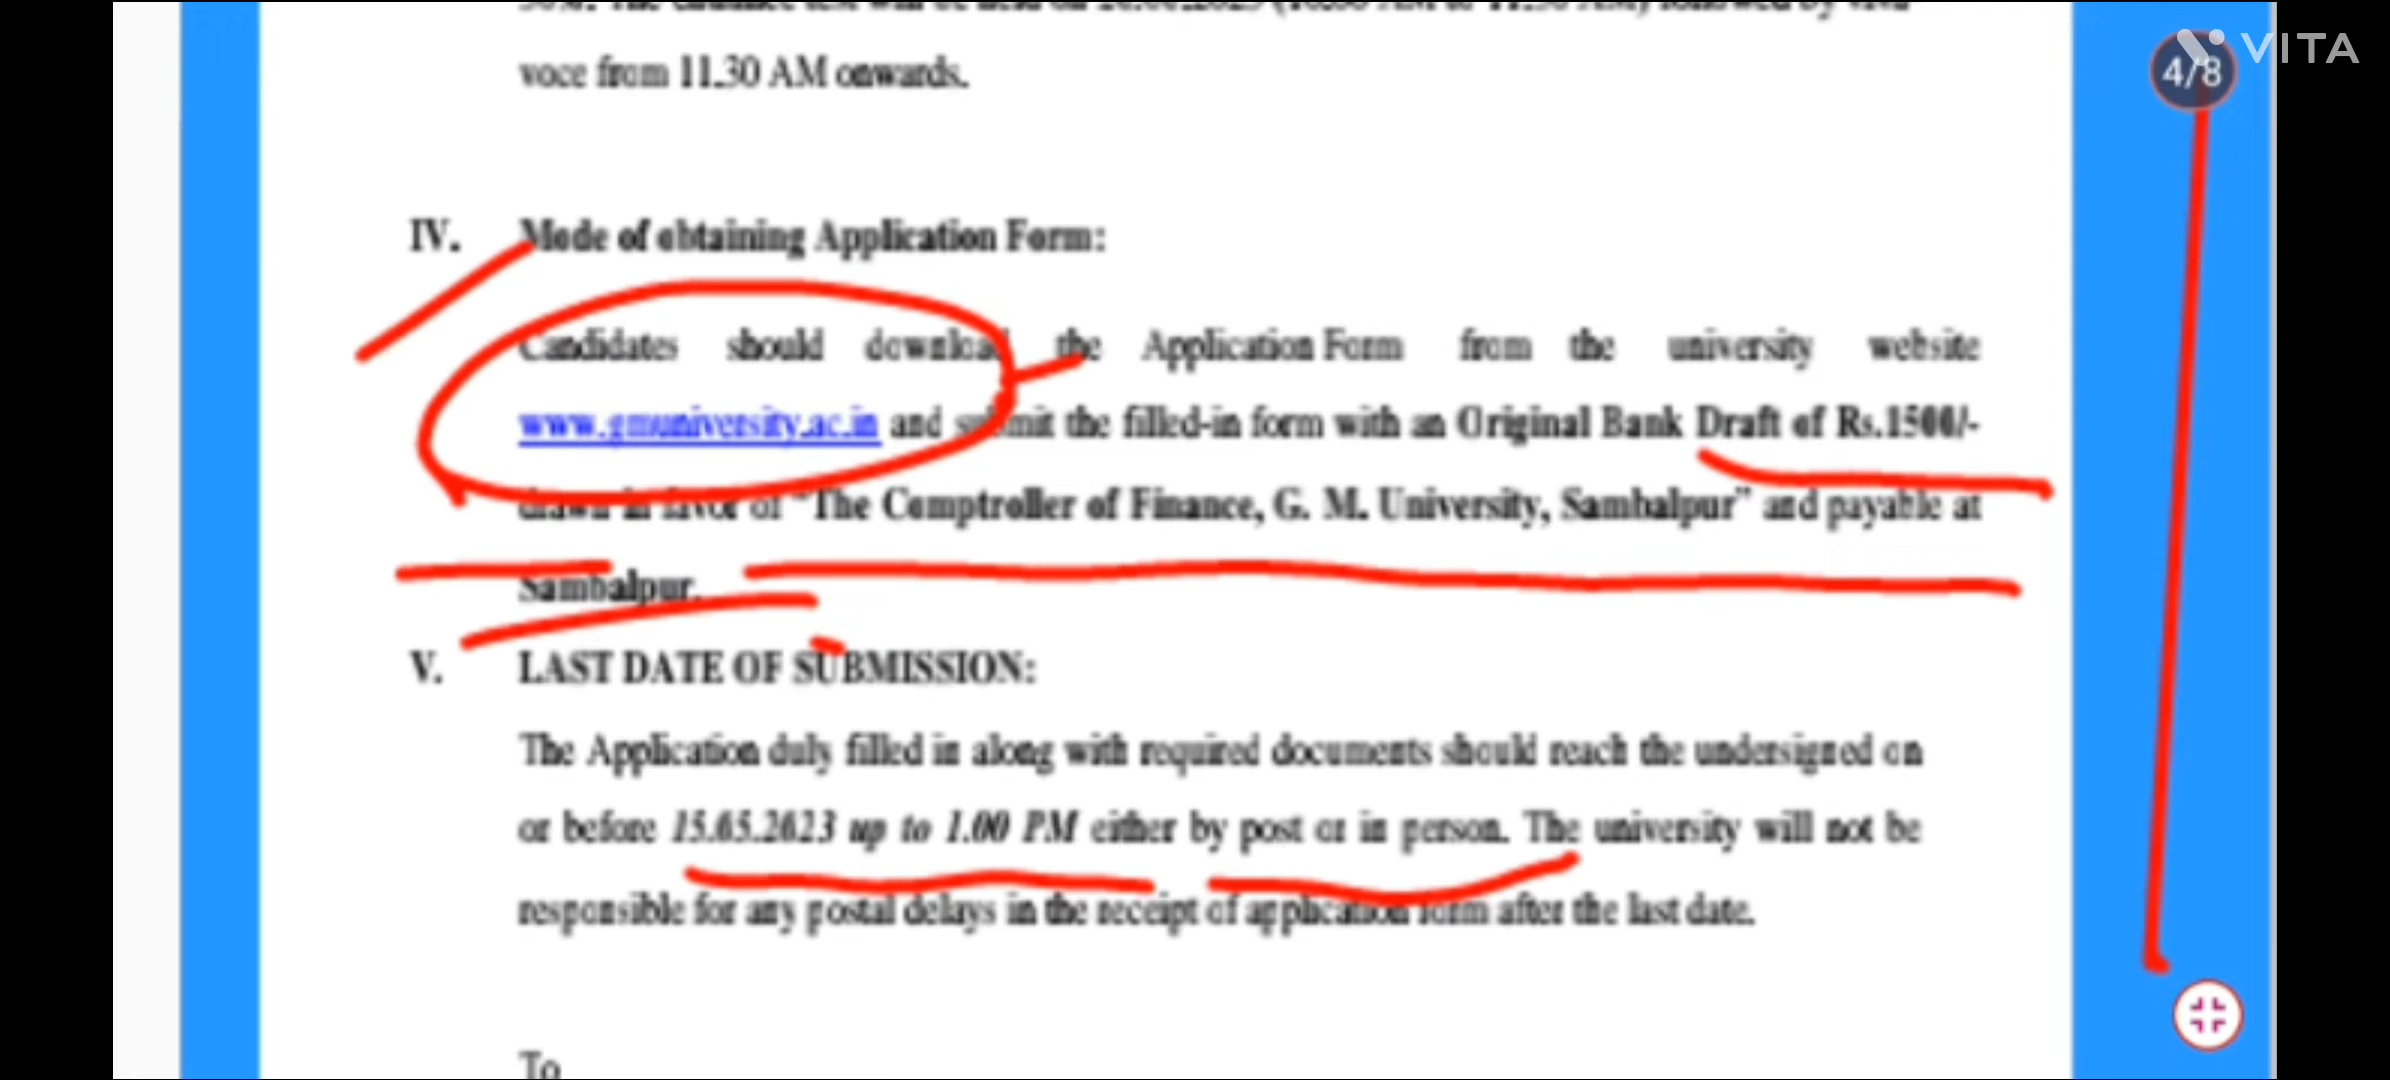 voce from 11.30 AM onwards.
VITA
4/8
IV. Mode of obtaining Application Form:
Candidates should download the Application Form from the university website
www.gmuniversity.ac.in and submit the filled-in form with an Original Bank Draft of Rs.1500/-
drawn in favor of "The Comptroller of Finance, G. M. University, Sambalpur" and payable at
Sambalpur.
V. LAST DATE OF SUBMISSION:
The Application duly filled in along with required documents should reach the undersigned on
or before 15.05.2023 up to 1.00 PM either by post or in person. The university will not be
responsible for any postal delays in the receipt of application form after the last date.
To